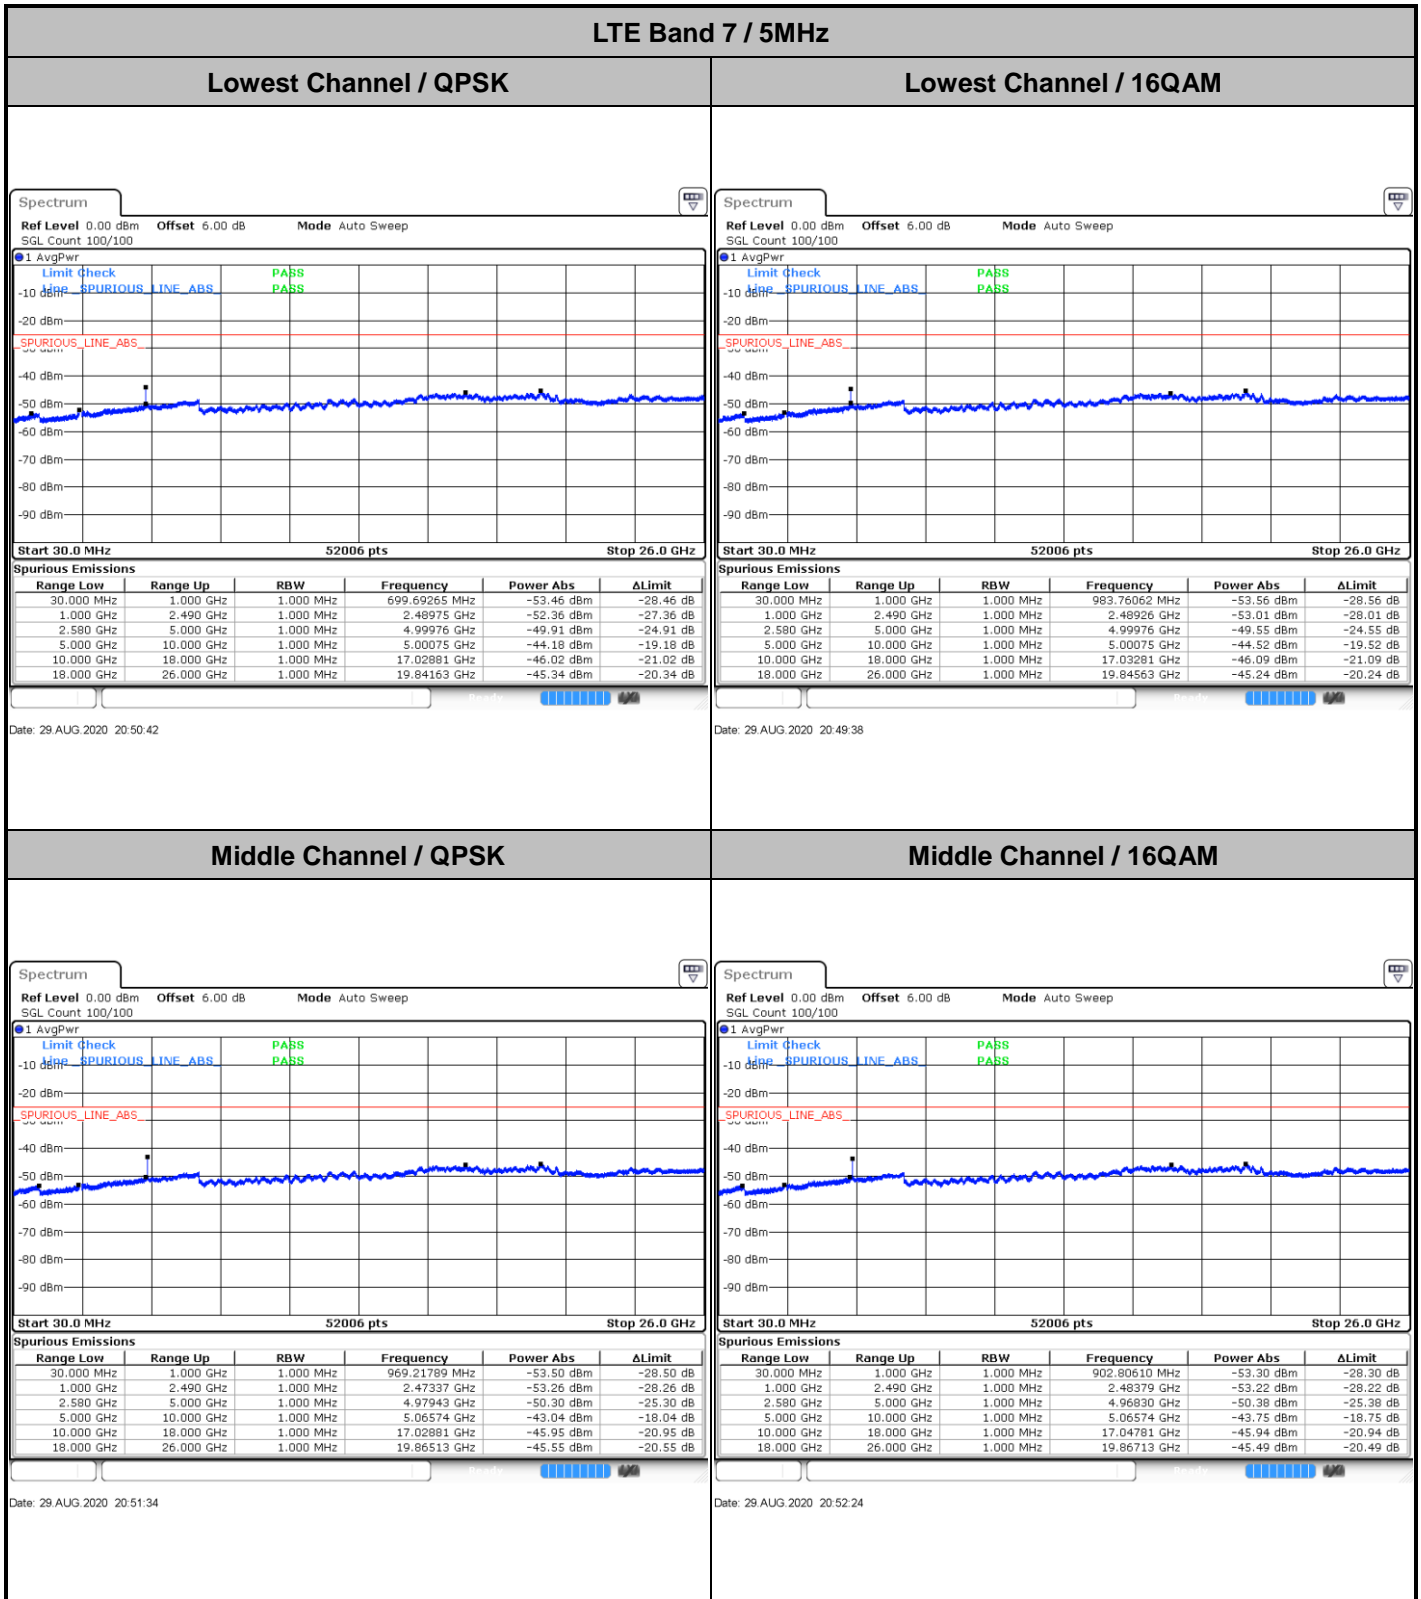 LTE Band 7 / 5MHz
Lowest Channel / QPSK
Lowest Channel / 16QAM
Spectrum
Ref Level 0.00 dBm Offset 6.00 dB Mode Auto Sweep
SGL Count 100/100
1 AvgPwr
Limit Check PASS
-10 dBm Line _SPURIOUS_LINE_ABS_ PASS
-20 dBm
_SPURIOUS_LINE_ABS_
-30 dBm
-40 dBm
-50 dBm
-60 dBm
-70 dBm
-80 dBm
-90 dBm
Start 30.0 MHz 52006 pts Stop 26.0 GHz
Spurious Emissions
Range Low Range Up RBW Frequency Power Abs ΔLimit
30.000 MHz 1.000 GHz 1.000 MHz 699.69265 MHz -53.46 dBm -28.46 dB
1.000 GHz 2.490 GHz 1.000 MHz 2.48975 GHz -52.36 dBm -27.36 dB
2.580 GHz 5.000 GHz 1.000 MHz 4.99976 GHz -49.91 dBm -24.91 dB
5.000 GHz 10.000 GHz 1.000 MHz 5.00075 GHz -44.18 dBm -19.18 dB
10.000 GHz 18.000 GHz 1.000 MHz 17.02881 GHz -46.02 dBm -21.02 dB
18.000 GHz 26.000 GHz 1.000 MHz 19.84163 GHz -45.34 dBm -20.34 dB
Ready
Date: 29.AUG.2020 20:50:42
Spectrum
Ref Level 0.00 dBm Offset 6.00 dB Mode Auto Sweep
SGL Count 100/100
1 AvgPwr
Limit Check PASS
-10 dBm Line _SPURIOUS_LINE_ABS_ PASS
-20 dBm
_SPURIOUS_LINE_ABS_
-30 dBm
-40 dBm
-50 dBm
-60 dBm
-70 dBm
-80 dBm
-90 dBm
Start 30.0 MHz 52006 pts Stop 26.0 GHz
Spurious Emissions
Range Low Range Up RBW Frequency Power Abs ΔLimit
30.000 MHz 1.000 GHz 1.000 MHz 983.76062 MHz -53.56 dBm -28.56 dB
1.000 GHz 2.490 GHz 1.000 MHz 2.48926 GHz -53.01 dBm -28.01 dB
2.580 GHz 5.000 GHz 1.000 MHz 4.99976 GHz -49.55 dBm -24.55 dB
5.000 GHz 10.000 GHz 1.000 MHz 5.00075 GHz -44.52 dBm -19.52 dB
10.000 GHz 18.000 GHz 1.000 MHz 17.03281 GHz -46.09 dBm -21.09 dB
18.000 GHz 26.000 GHz 1.000 MHz 19.84563 GHz -45.24 dBm -20.24 dB
Ready
Date: 29.AUG.2020 20:49:38
Middle Channel / QPSK
Middle Channel / 16QAM
Spectrum
Ref Level 0.00 dBm Offset 6.00 dB Mode Auto Sweep
SGL Count 100/100
1 AvgPwr
Limit Check PASS
-10 dBm Line _SPURIOUS_LINE_ABS_ PASS
-20 dBm
_SPURIOUS_LINE_ABS_
-30 dBm
-40 dBm
-50 dBm
-60 dBm
-70 dBm
-80 dBm
-90 dBm
Start 30.0 MHz 52006 pts Stop 26.0 GHz
Spurious Emissions
Range Low Range Up RBW Frequency Power Abs ΔLimit
30.000 MHz 1.000 GHz 1.000 MHz 969.21789 MHz -53.50 dBm -28.50 dB
1.000 GHz 2.490 GHz 1.000 MHz 2.47337 GHz -53.26 dBm -28.26 dB
2.580 GHz 5.000 GHz 1.000 MHz 4.97943 GHz -50.30 dBm -25.30 dB
5.000 GHz 10.000 GHz 1.000 MHz 5.06574 GHz -43.04 dBm -18.04 dB
10.000 GHz 18.000 GHz 1.000 MHz 17.02881 GHz -45.95 dBm -20.95 dB
18.000 GHz 26.000 GHz 1.000 MHz 19.86513 GHz -45.55 dBm -20.55 dB
Ready
Date: 29.AUG.2020 20:51:34
Spectrum
Ref Level 0.00 dBm Offset 6.00 dB Mode Auto Sweep
SGL Count 100/100
1 AvgPwr
Limit Check PASS
-10 dBm Line _SPURIOUS_LINE_ABS_ PASS
-20 dBm
_SPURIOUS_LINE_ABS_
-30 dBm
-40 dBm
-50 dBm
-60 dBm
-70 dBm
-80 dBm
-90 dBm
Start 30.0 MHz 52006 pts Stop 26.0 GHz
Spurious Emissions
Range Low Range Up RBW Frequency Power Abs ΔLimit
30.000 MHz 1.000 GHz 1.000 MHz 902.80610 MHz -53.30 dBm -28.30 dB
1.000 GHz 2.490 GHz 1.000 MHz 2.48379 GHz -53.22 dBm -28.22 dB
2.580 GHz 5.000 GHz 1.000 MHz 4.96830 GHz -50.38 dBm -25.38 dB
5.000 GHz 10.000 GHz 1.000 MHz 5.06574 GHz -43.75 dBm -18.75 dB
10.000 GHz 18.000 GHz 1.000 MHz 17.04781 GHz -45.94 dBm -20.94 dB
18.000 GHz 26.000 GHz 1.000 MHz 19.86713 GHz -45.49 dBm -20.49 dB
Ready
Date: 29.AUG.2020 20:52:24